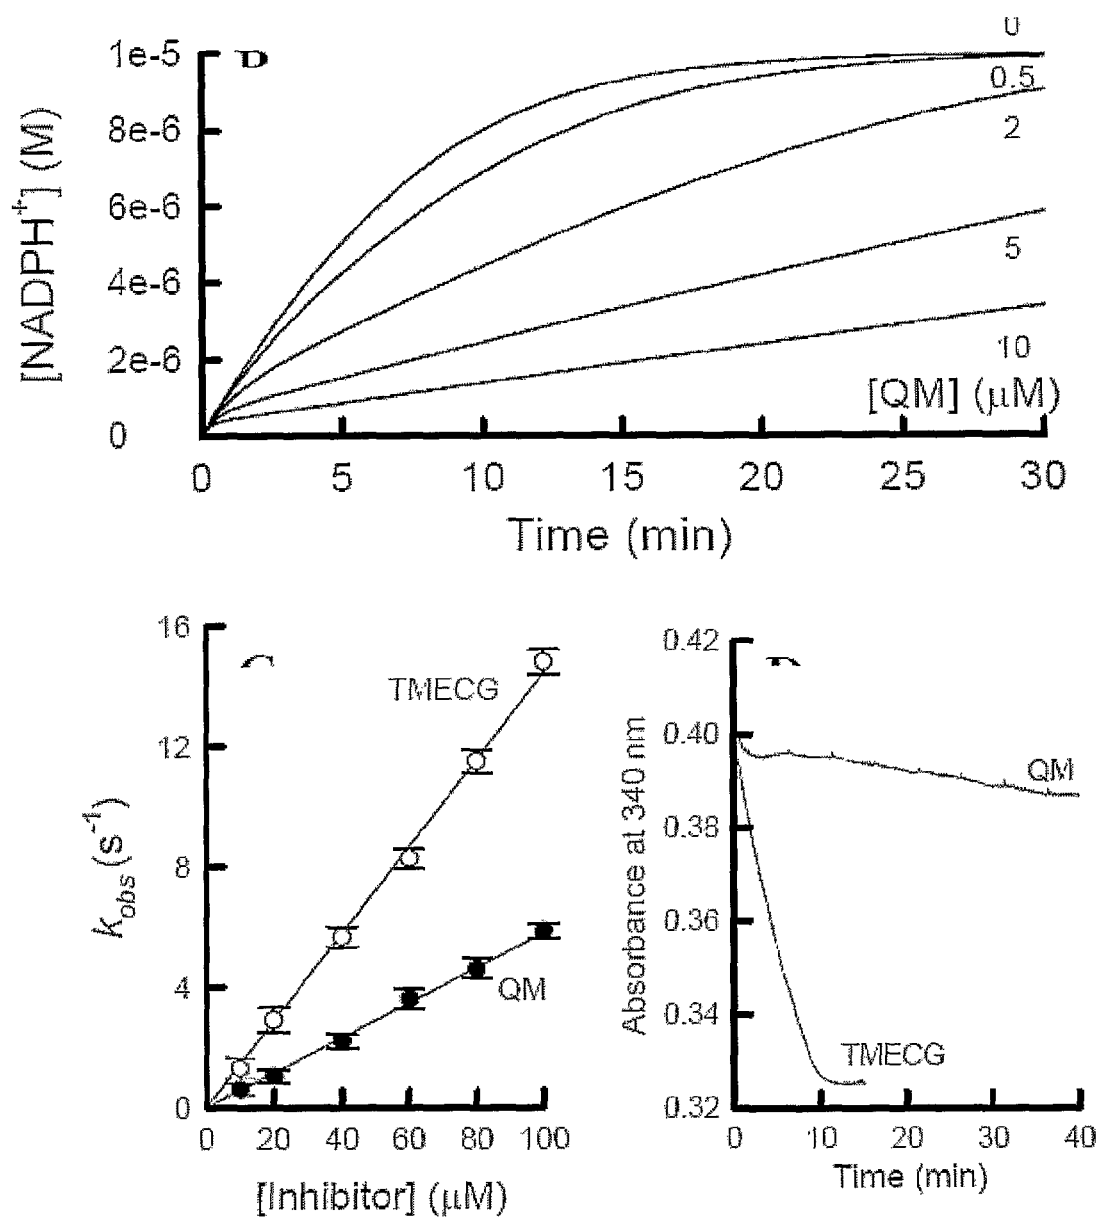 0
1e-5
0.5
8e-6
2
[NADPH⁺] (M)
6e-6
5
4e-6
10
2e-6
[QM] (μM)
0
0 5 10 15 20 25 30
Time (min)
16
TMECG
12
kobs (s⁻¹)
8
QM
4
0
0 20 40 60 80 100
[Inhibitor] (μM)
0.42
0.40
QM
Absorbance at 340 nm
0.38
0.36
0.34
TMECG
0.32
0 10 20 30 40
Time (min)